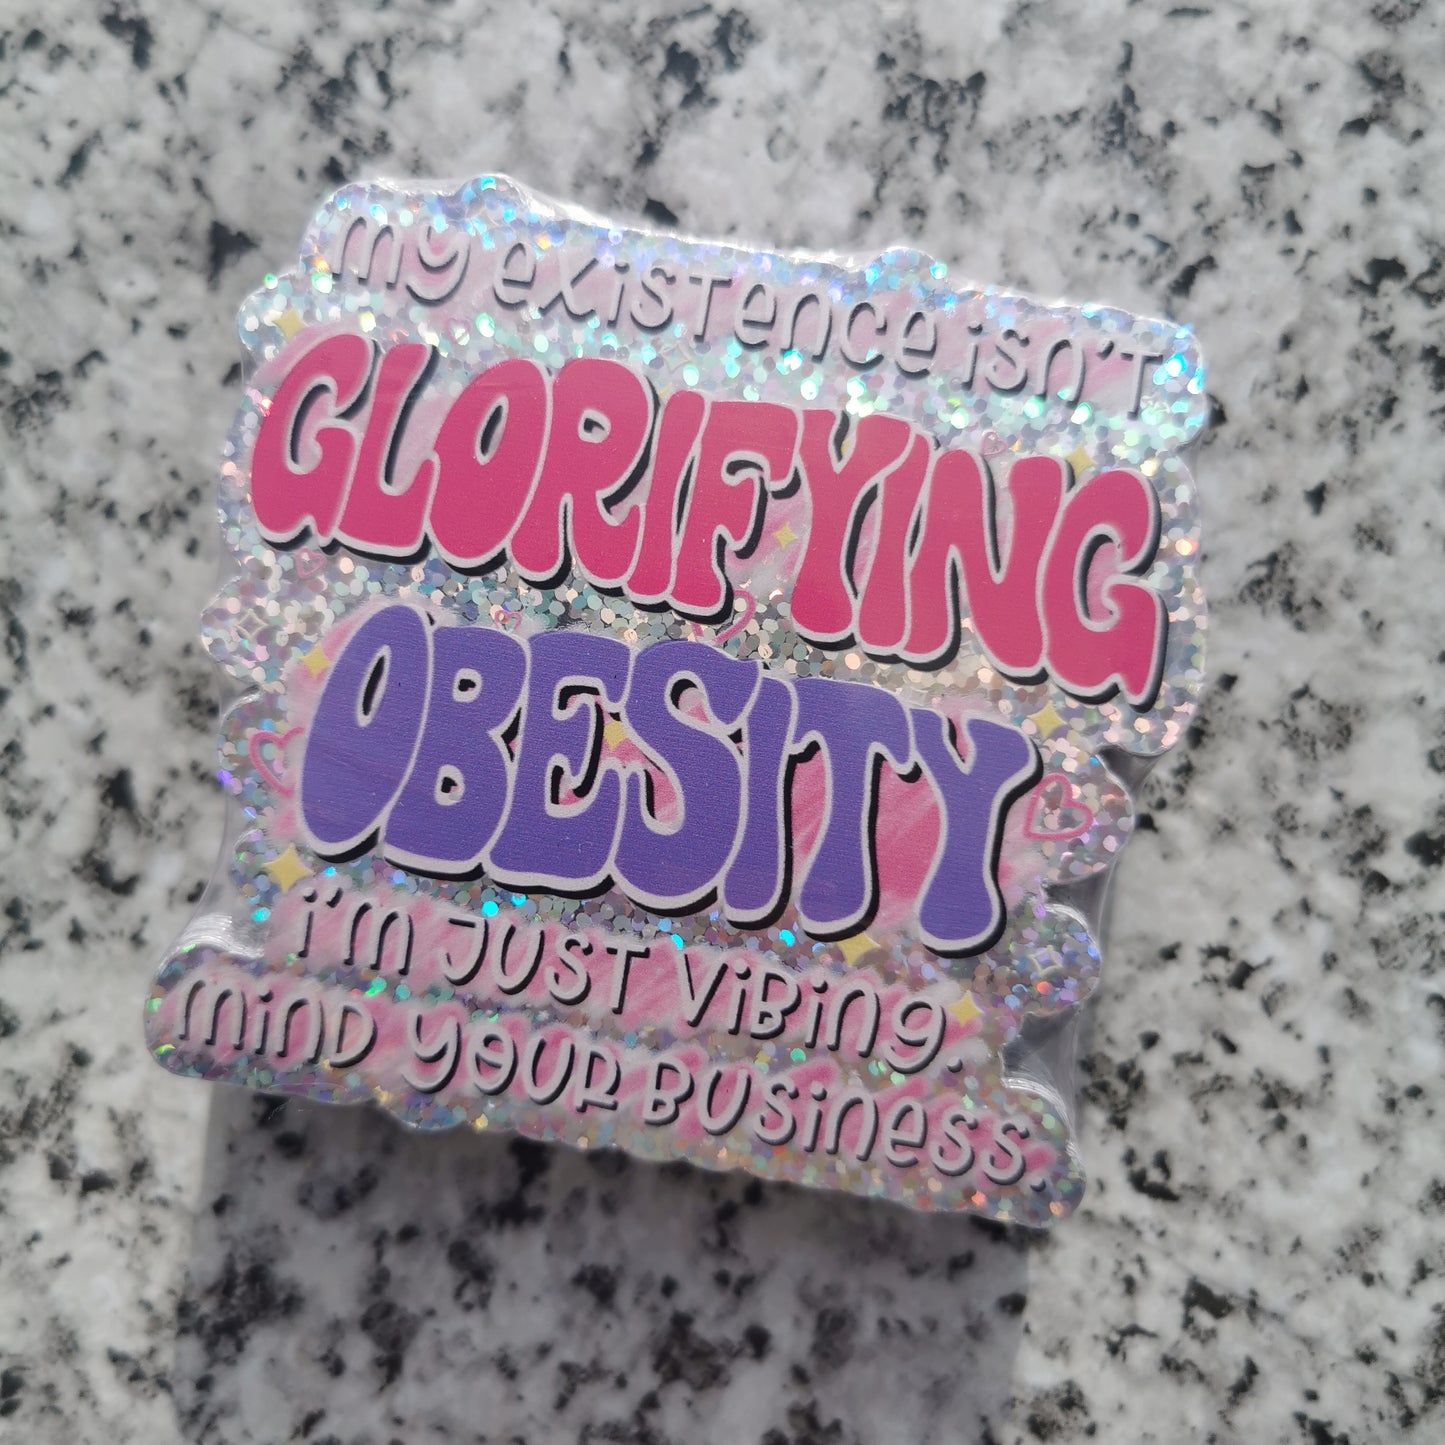 my existence isn't
GLORIFYING
OBESITY
i'm just vibing.
mind your business.